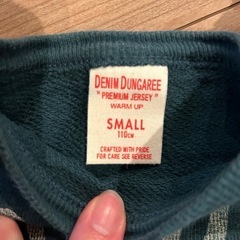 DENIM DUNGAREE
"PREMIUM JERSEY"
WARM UP
SMALL
110CM
CRAFTED WITH PRIDE
FOR CARE SEE REVERSE